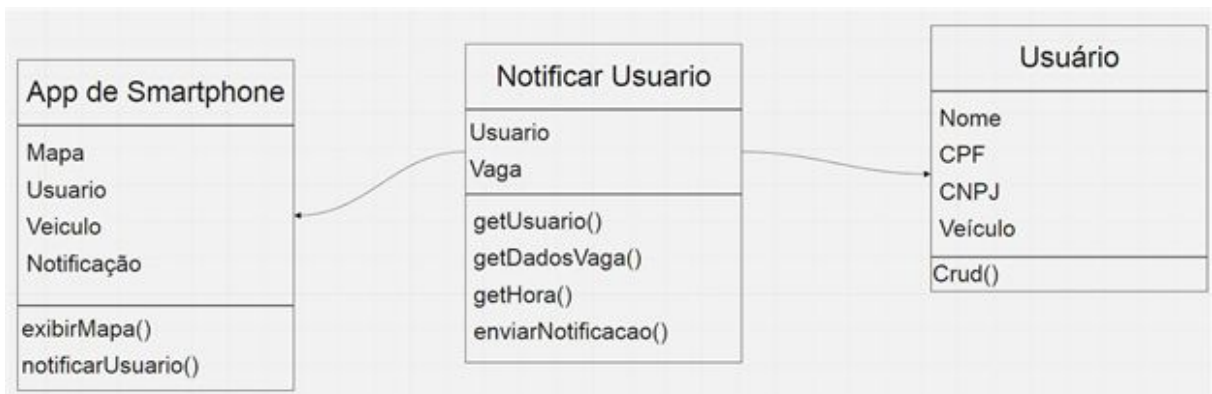 App de Smartphone
Mapa
Usuario
Veiculo
Notificação
exibirMapa()
notificarUsuario()
Notificar Usuario
Usuario
Vaga
getUsuario()
getDadosVaga()
getHora()
enviarNotificacao()
Usuário
Nome
CPF
CNPJ
Veículo
Crud()